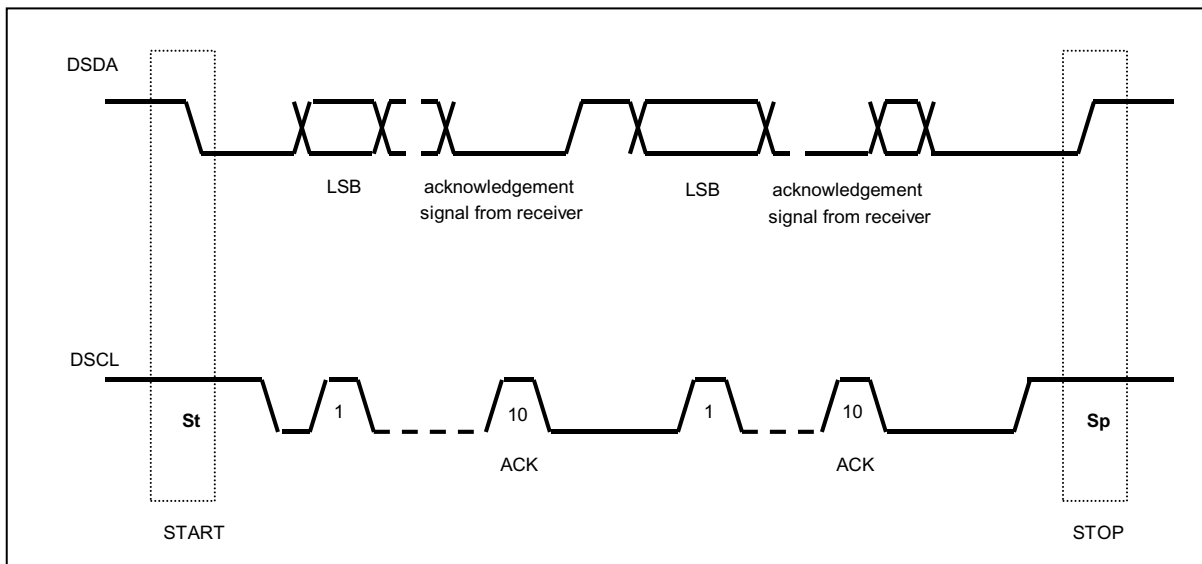 DSDA
LSB
acknowledgement
signal from receiver
LSB
acknowledgement
signal from receiver
DSCL
St
1
10
1
10
Sp
ACK
ACK
START
STOP